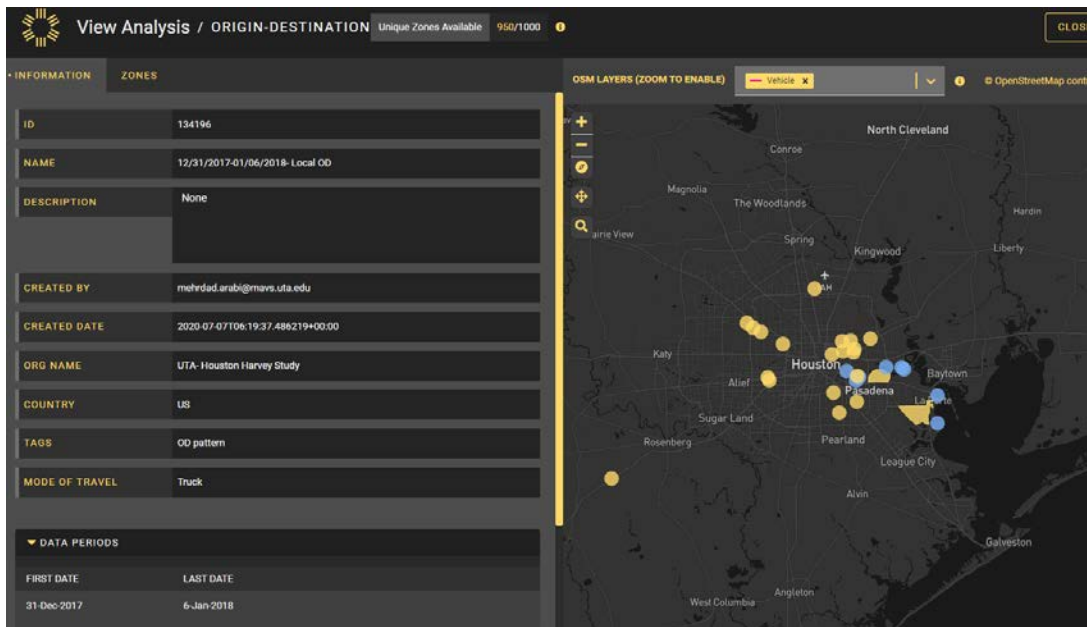 View Analysis / ORIGIN-DESTINATION Unique Zones Available 950/1000
CLOS
INFORMATION ZONES
ID 134196
NAME 12/31/2017-01/06/2018- Local OD
DESCRIPTION None
CREATED BY mehrdad.arabi@mavs.uta.edu
CREATED DATE 2020-07-07T06:19:37.486219+00:00
ORG NAME UTA- Houston Harvey Study
COUNTRY US
TAGS OD pattern
MODE OF TRAVEL Truck
DATA PERIODS
FIRST DATE LAST DATE
31-Dec-2017 6-Jan-2018
OSM LAYERS (ZOOM TO ENABLE) Vehicle x © OpenStreetMap cont
North Cleveland
Conroe
Magnolia
The Woodlands
Hardin
airie View
Spring
Kingwood
Liberty
AH
Katy
Houston
Baytown
Alief
Pasadena
La Porte
Sugar Land
Rosenberg
Pearland
League City
Alvin
Galveston
Angleton
West Columbia